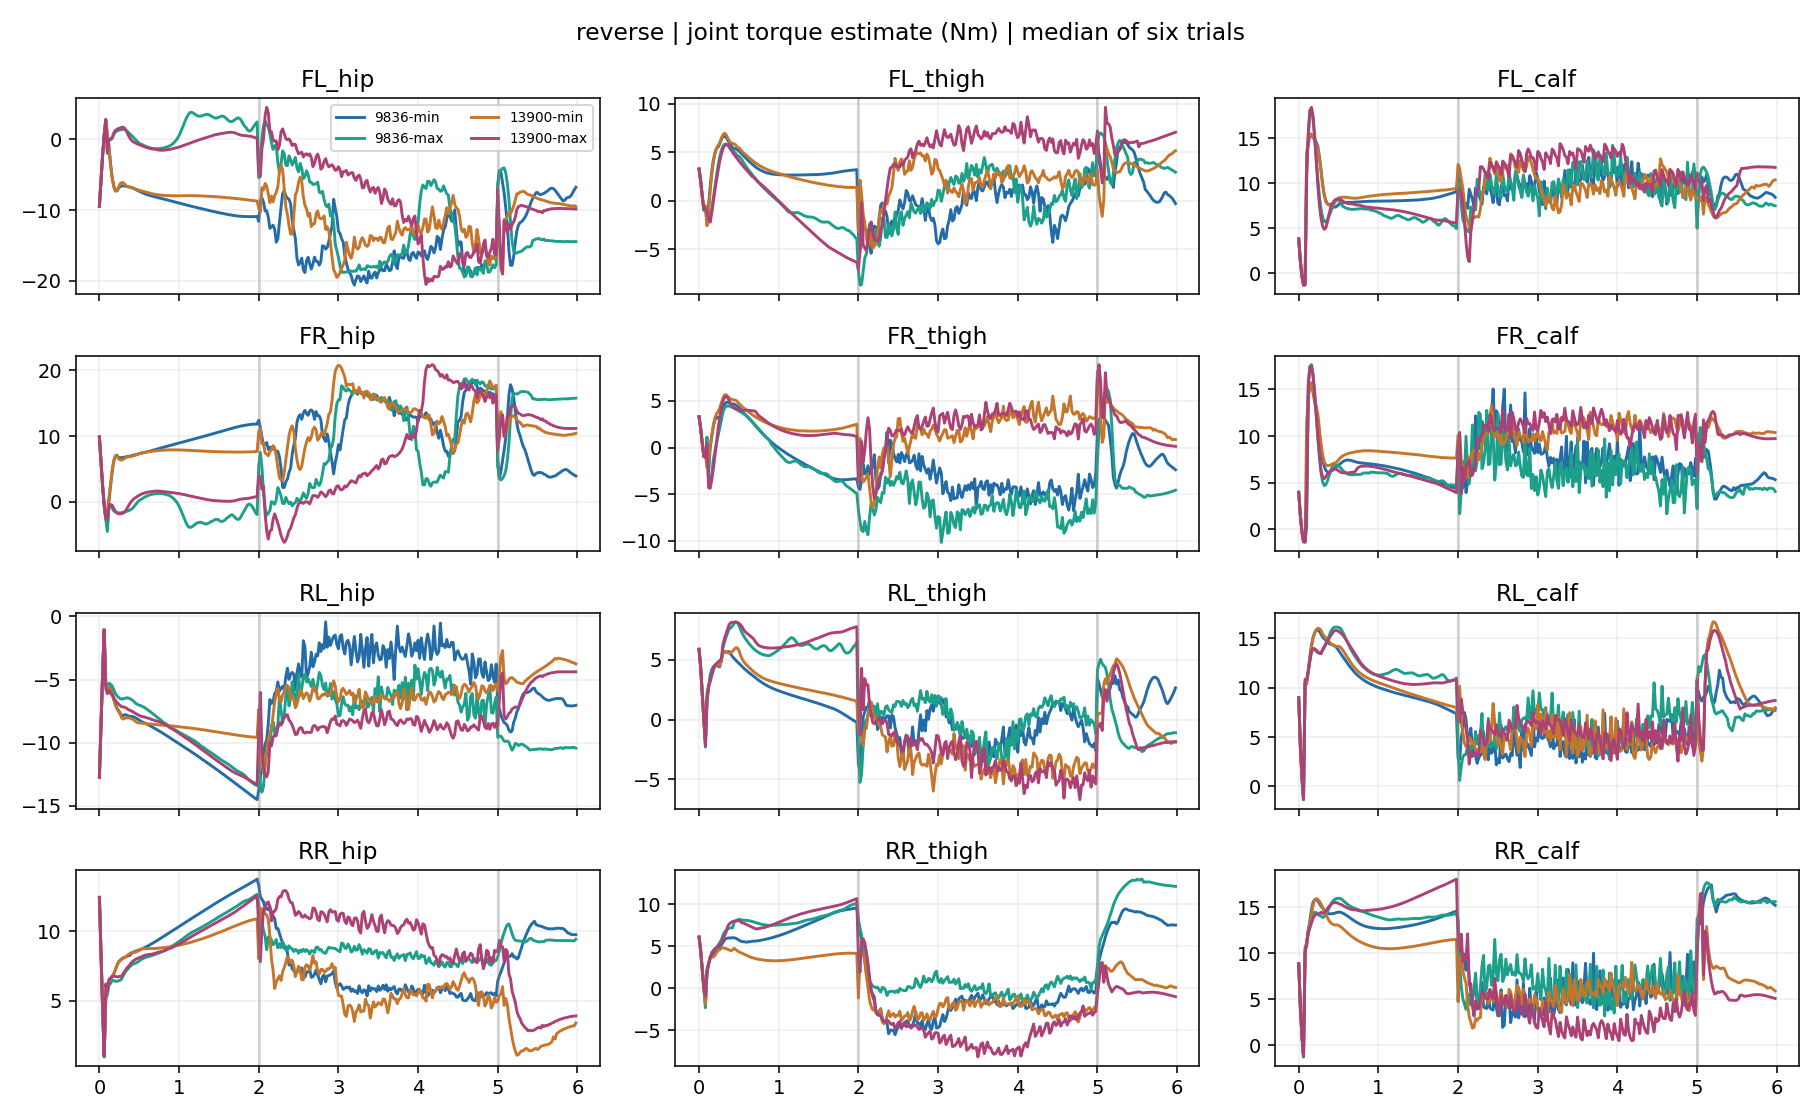 reverse | joint torque estimate (Nm) | median of six trials
FL_hip
FL_thigh
FL_calf
9836-min
13900-min
9836-max
13900-max
0
−10
−20
10
5
0
−5
15
10
5
0
FR_hip
FR_thigh
FR_calf
20
10
0
5
0
−5
−10
15
10
5
0
RL_hip
RL_thigh
RL_calf
0
−5
−10
−15
5
0
−5
15
10
5
0
RR_hip
RR_thigh
RR_calf
10
5
10
5
0
−5
15
10
5
0
0 1 2 3 4 5 6
0 1 2 3 4 5 6
0 1 2 3 4 5 6